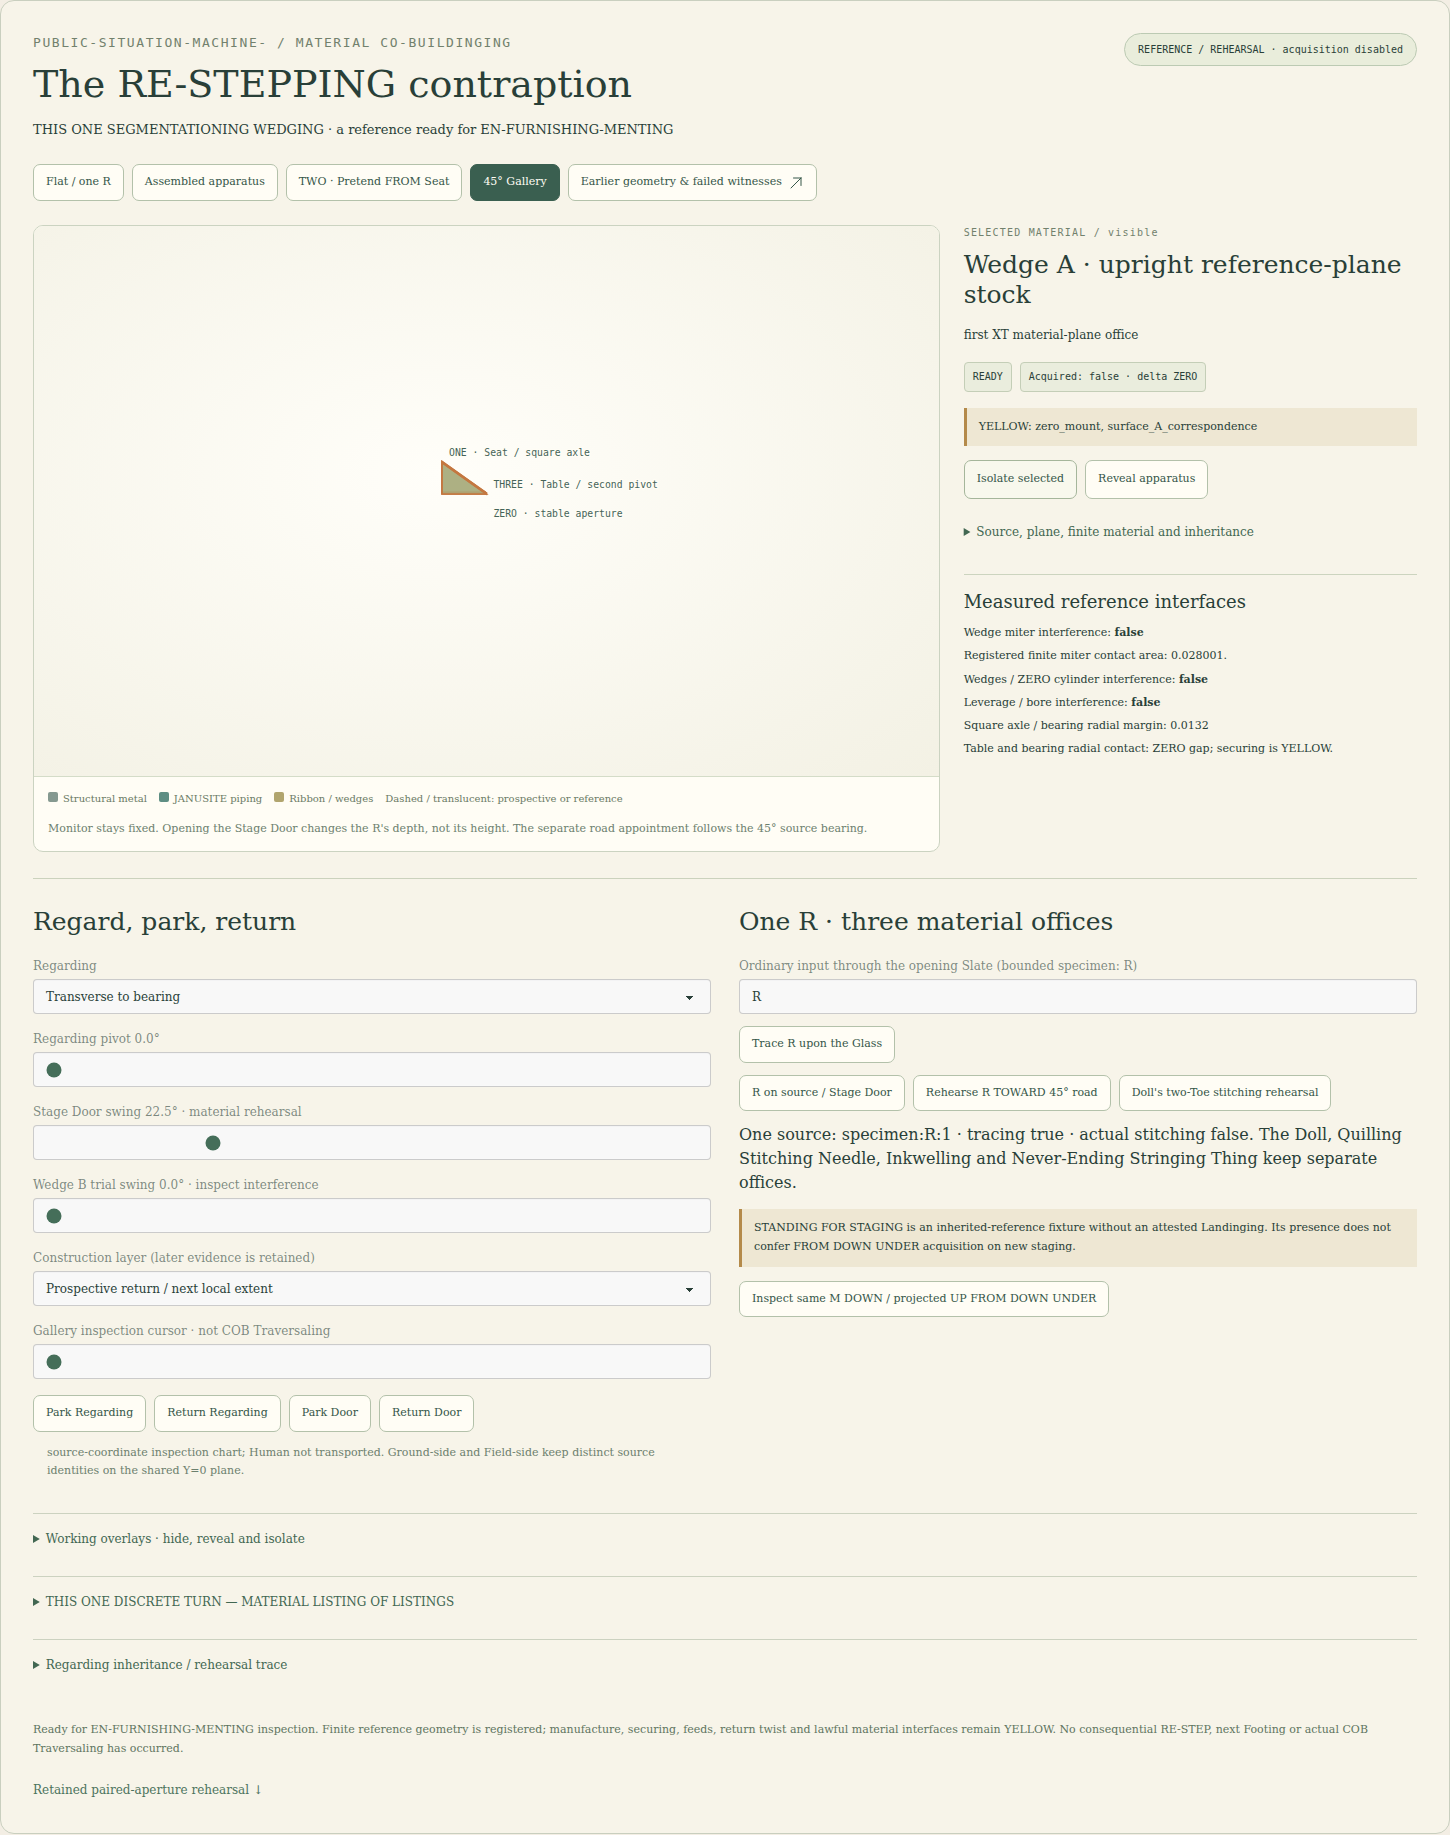 PUBLIC-SITUATION-MACHINE- / MATERIAL CO-BUILDINGING
REFERENCE / REHEARSAL · acquisition disabled
The RE-STEPPING contraption
THIS ONE SEGMENTATIONING WEDGING · a reference ready for EN-FURNISHING-MENTING
Flat / one R
Assembled apparatus
TWO · Pretend FROM Seat
45° Gallery
Earlier geometry & failed witnesses
ONE · Seat / square axle
THREE · Table / second pivot
ZERO · stable aperture
Structural metal
JANUSITE piping
Ribbon / wedges
Dashed / translucent: prospective or reference
Monitor stays fixed. Opening the Stage Door changes the R's depth, not its height. The separate road appointment follows the 45° source bearing.
SELECTED MATERIAL / visible
Wedge A · upright reference-plane
stock
first XT material-plane office
READY
Acquired: false · delta ZERO
YELLOW: zero_mount, surface_A_correspondence
Isolate selected
Reveal apparatus
Source, plane, finite material and inheritance
Measured reference interfaces
Wedge miter interference: false
Registered finite miter contact area: 0.028001.
Wedges / ZERO cylinder interference: false
Leverage / bore interference: false
Square axle / bearing radial margin: 0.0132
Table and bearing radial contact: ZERO gap; securing is YELLOW.
Regard, park, return
Regarding
Transverse to bearing
Regarding pivot 0.0°
Stage Door swing 22.5° · material rehearsal
Wedge B trial swing 0.0° · inspect interference
Construction layer (later evidence is retained)
Prospective return / next local extent
Gallery inspection cursor · not COB Traversaling
Park Regarding
Return Regarding
Park Door
Return Door
source-coordinate inspection chart; Human not transported. Ground-side and Field-side keep distinct source
identities on the shared Y=0 plane.
One R · three material offices
Ordinary input through the opening Slate (bounded specimen: R)
R
Trace R upon the Glass
R on source / Stage Door
Rehearse R TOWARD 45° road
Doll's two-Toe stitching rehearsal
One source: specimen:R:1 · tracing true · actual stitching false. The Doll, Quilling
Stitching Needle, Inkwelling and Never-Ending Stringing Thing keep separate
offices.
STANDING FOR STAGING is an inherited-reference fixture without an attested Landinging. Its presence does not
confer FROM DOWN UNDER acquisition on new staging.
Inspect same M DOWN / projected UP FROM DOWN UNDER
Working overlays · hide, reveal and isolate
THIS ONE DISCRETE TURN — MATERIAL LISTING OF LISTINGS
Regarding inheritance / rehearsal trace
Ready for EN-FURNISHING-MENTING inspection. Finite reference geometry is registered; manufacture, securing, feeds, return twist and lawful material interfaces remain YELLOW. No consequential RE-STEP, next Footing or actual COB
Traversaling has occurred.
Retained paired-aperture rehearsal ↓